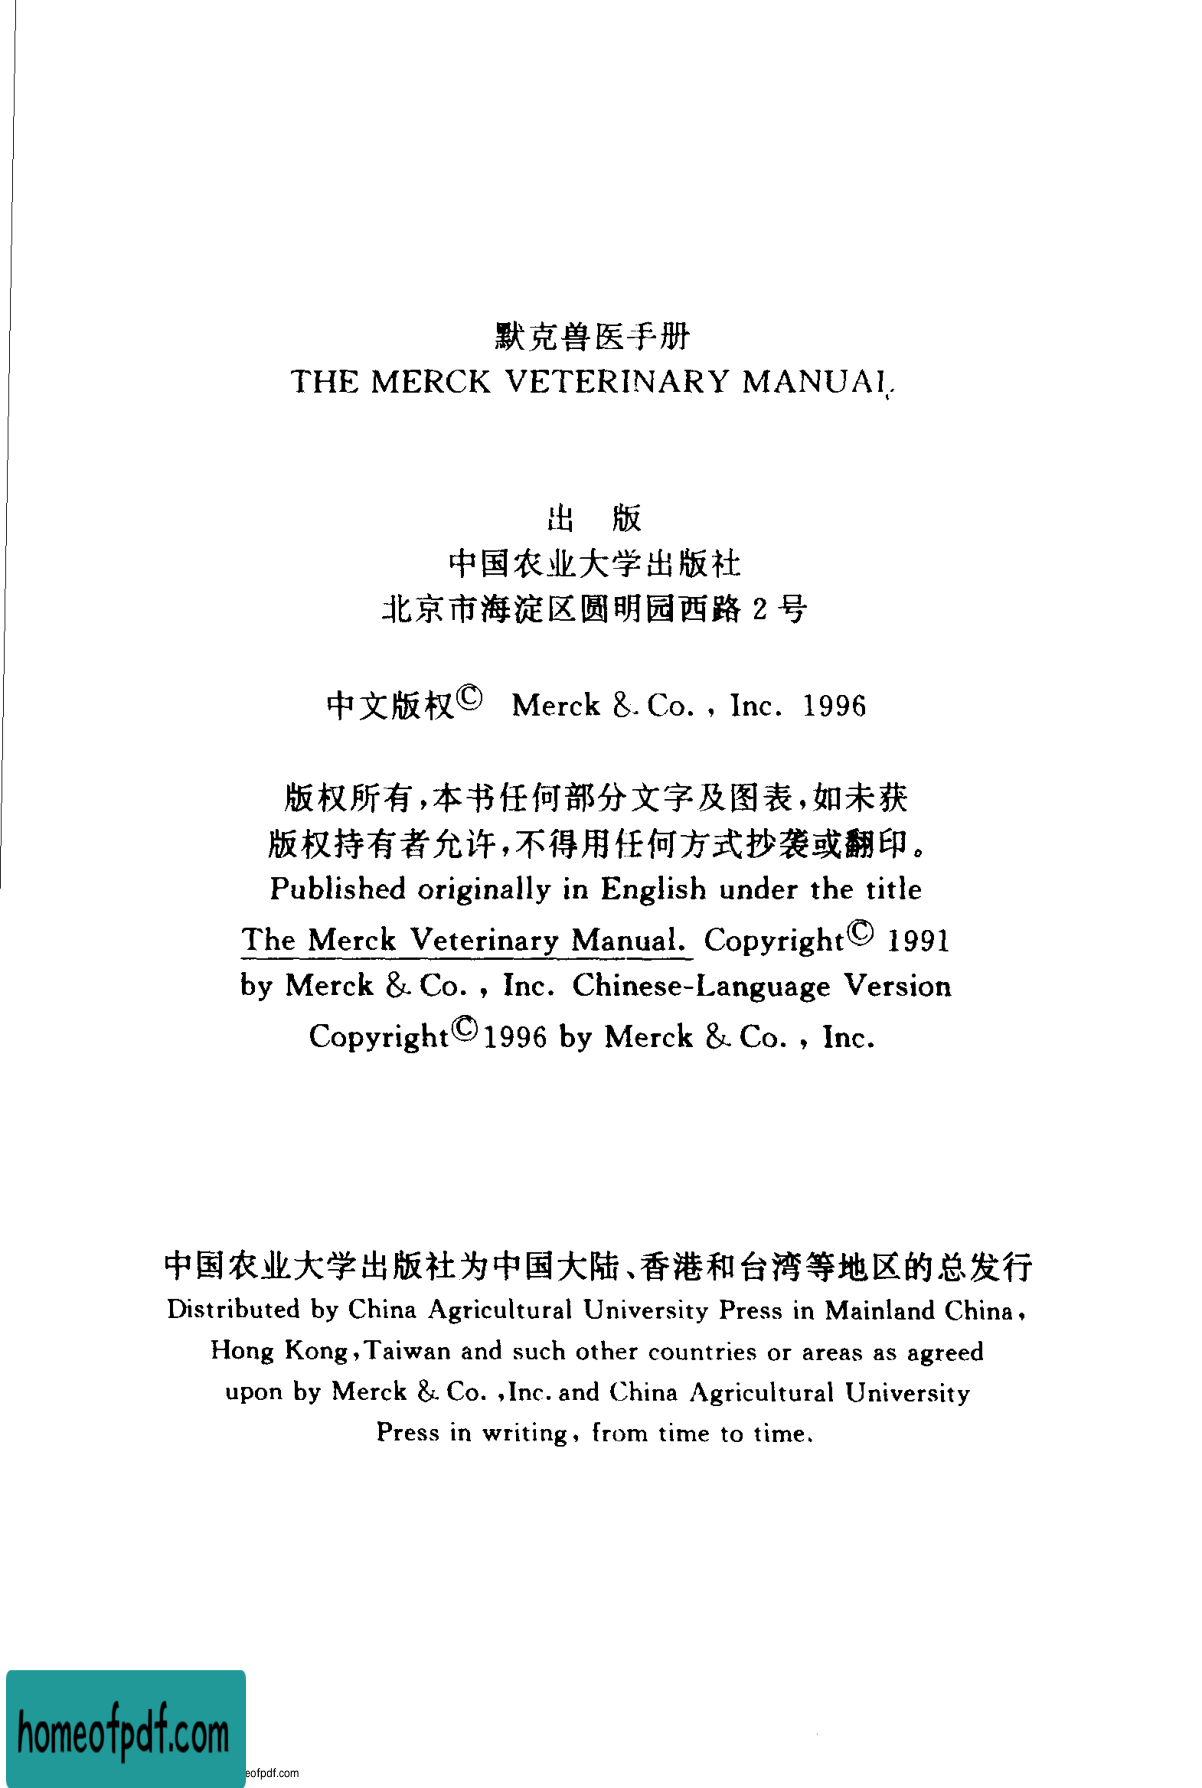 默克兽医手册
THE MERCK VETERINARY MANUAL
出 版
中国农业大学出版社
北京市海淀区圆明园西路 2 号
中文版权© Merck & Co. , Inc. 1996
版权所有,本书任何部分文字及图表,如未获
版权持有者允许,不得用任何方式抄袭或翻印。
Published originally in English under the title
The Merck Veterinary Manual. Copyright© 1991
by Merck & Co. , Inc. Chinese-Language Version
Copyright©1996 by Merck & Co. , Inc.
中国农业大学出版社为中国大陆、香港和台湾等地区的总发行
Distributed by China Agricultural University Press in Mainland China,
Hong Kong,Taiwan and such other countries or areas as agreed
upon by Merck & Co. ,Inc. and China Agricultural University
Press in writing, from time to time.
homeofpdf.com
eofpdf.com